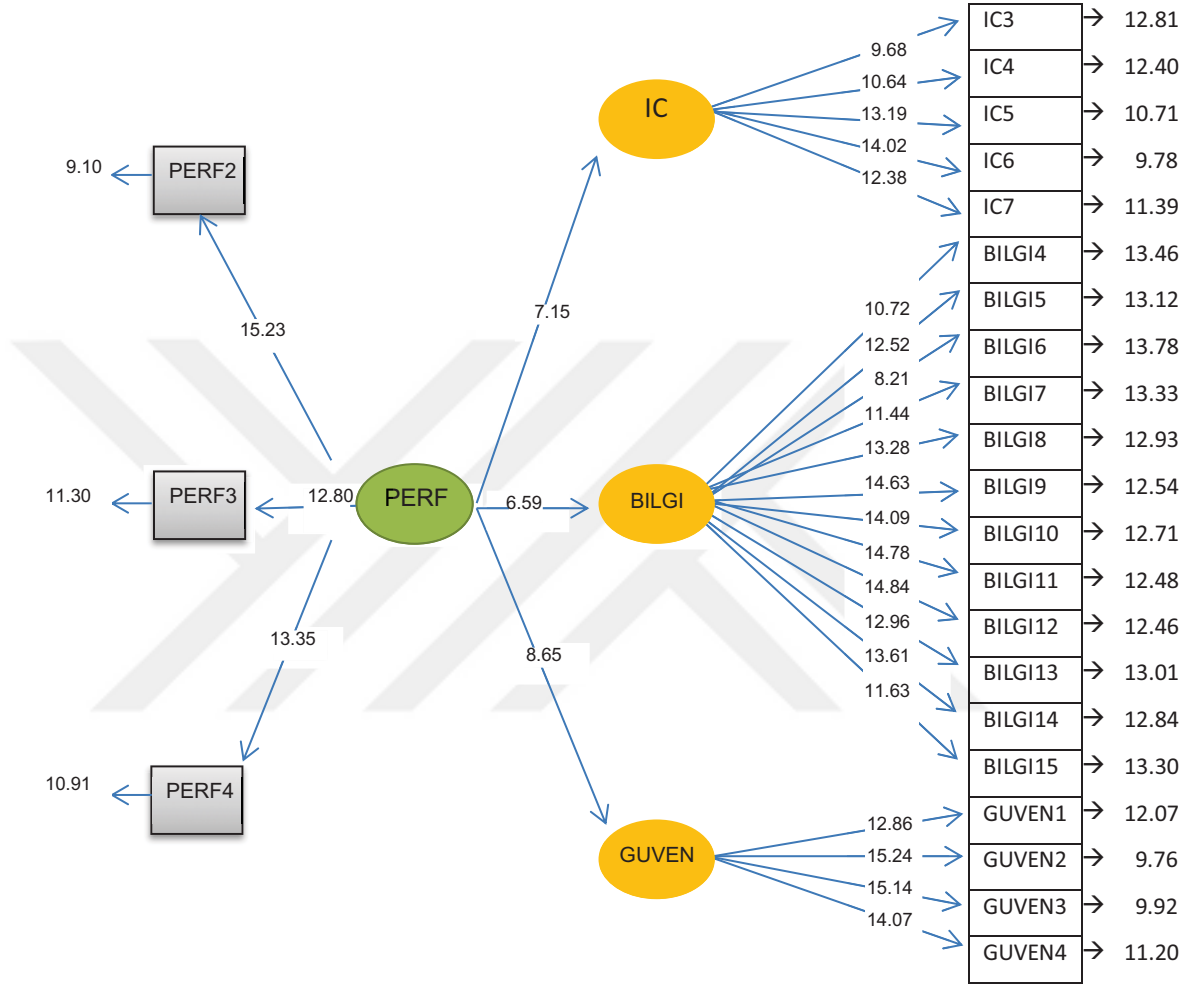 IC3 → 12.81
9.68
IC4 → 12.40
10.64
IC
13.19
IC5 → 10.71
14.02
IC6 → 9.78
12.38
IC7 → 11.39
9.10
PERF2
BILGI4 → 13.46
10.72
BILGI5 → 13.12
7.15
15.23
12.52
BILGI6 → 13.78
8.21
BILGI7 → 13.33
11.44
13.28
BILGI8 → 12.93
14.63
BILGI9 → 12.54
11.30
PERF3
12.80
PERF
6.59
BILGI
14.09
BILGI10 → 12.71
14.78
BILGI11 → 12.48
14.84
12.96
BILGI12 → 12.46
13.35
8.65
13.61
BILGI13 → 13.01
11.63
BILGI14 → 12.84
BILGI15 → 13.30
10.91
PERF4
12.86
GUVEN1 → 12.07
GUVEN
15.24
GUVEN2 → 9.76
15.14
GUVEN3 → 9.92
14.07
GUVEN4 → 11.20